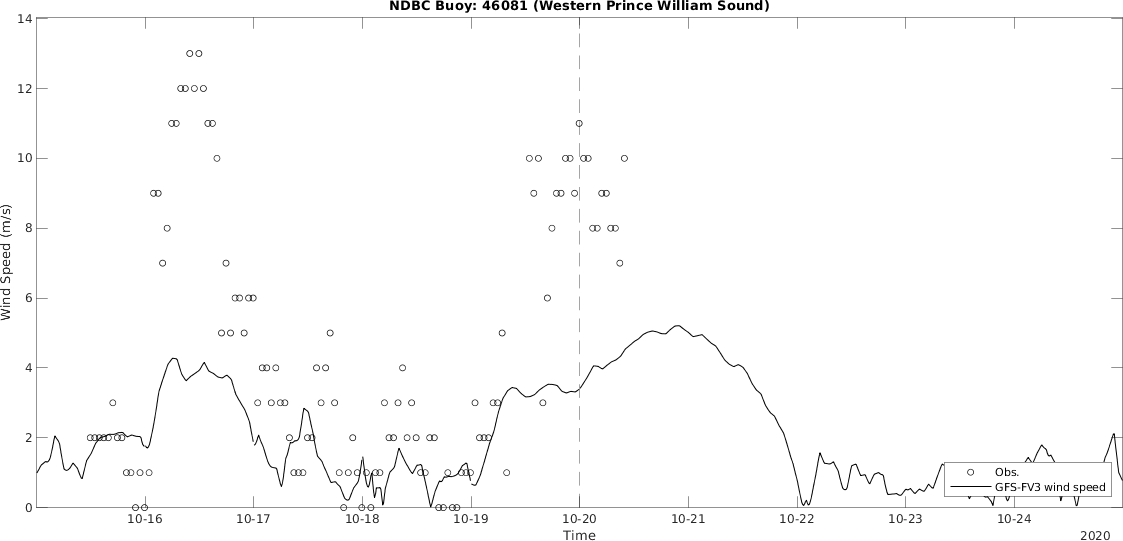 NDBC Buoy: 46081 (Western Prince William Sound)
14
12
10
8
6
4
2
0
Wind Speed (m/s)
Obs.
GFS-FV3 wind speed
10-16 10-17 10-18 10-19 10-20 10-21 10-22 10-23 10-24
Time
2020